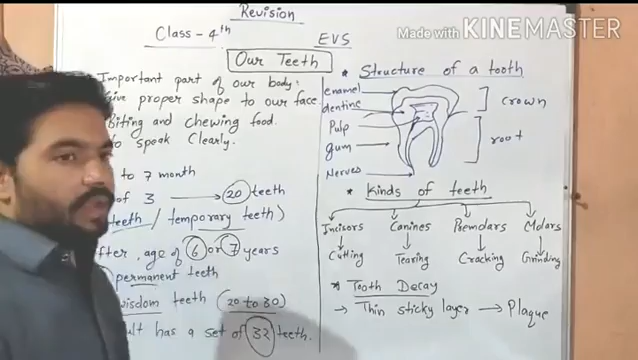 Revision
Class - 4th
EVS
Made with KINEMASTER
Our Teeth
Important part of our body.
give proper shape to our face.
biting and chewing food.
to speak clearly.
to 7 month
of 3 → 20 teeth
teeth / temporary teeth)
After, age of 6 or 7 years
permanent teeth
wisdom teeth (20 to 30)
has a set of 32 teeth.
* Structure of a tooth
enamel
dentine
Pulp
gum
Nerves
crown
root
* Kinds of teeth
Incisors Canines Premolars Molars
Cutting Tearing Cracking Grinding
* Tooth Decay
→ Thin sticky layer → Plaque